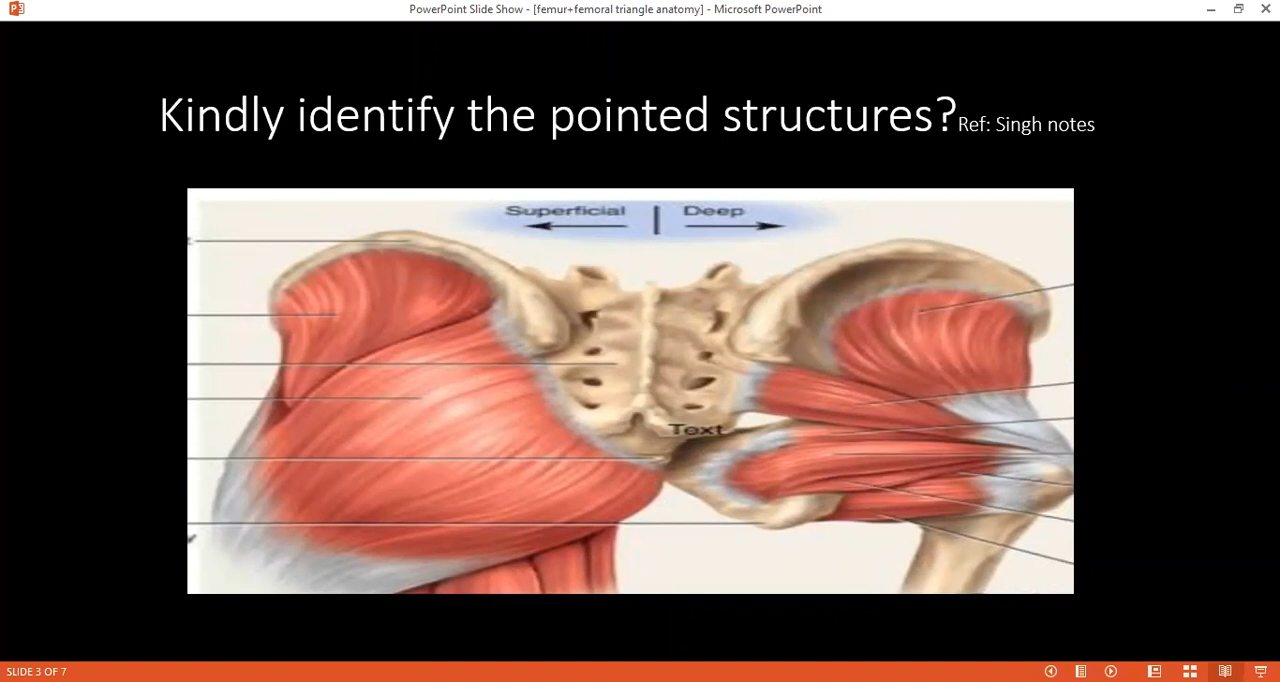 PowerPoint Slide Show - [femur+femoral triangle anatomy] - Microsoft PowerPoint
Kindly identify the pointed structures?Ref: Singh notes
Superficial | Deep
Text
SLIDE 3 OF 7